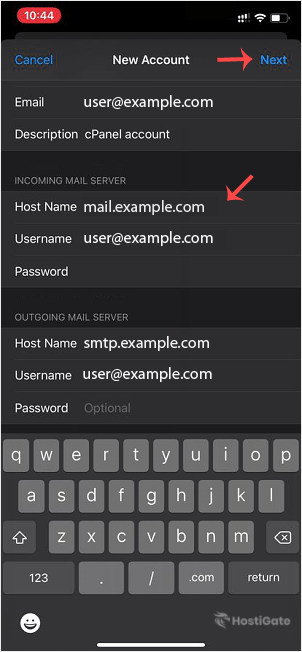 10:44
Cancel New Account Next
Email user@example.com
Description cPanel account
INCOMING MAIL SERVER
Host Name mail.example.com
Username user@example.com
Password
OUTGOING MAIL SERVER
Host Name smtp.example.com
Username user@example.com
Password Optional
q w e r t y u i o p
a s d f g h j k l
z x c v b n m
123 . / .com return
HOSTIGATE